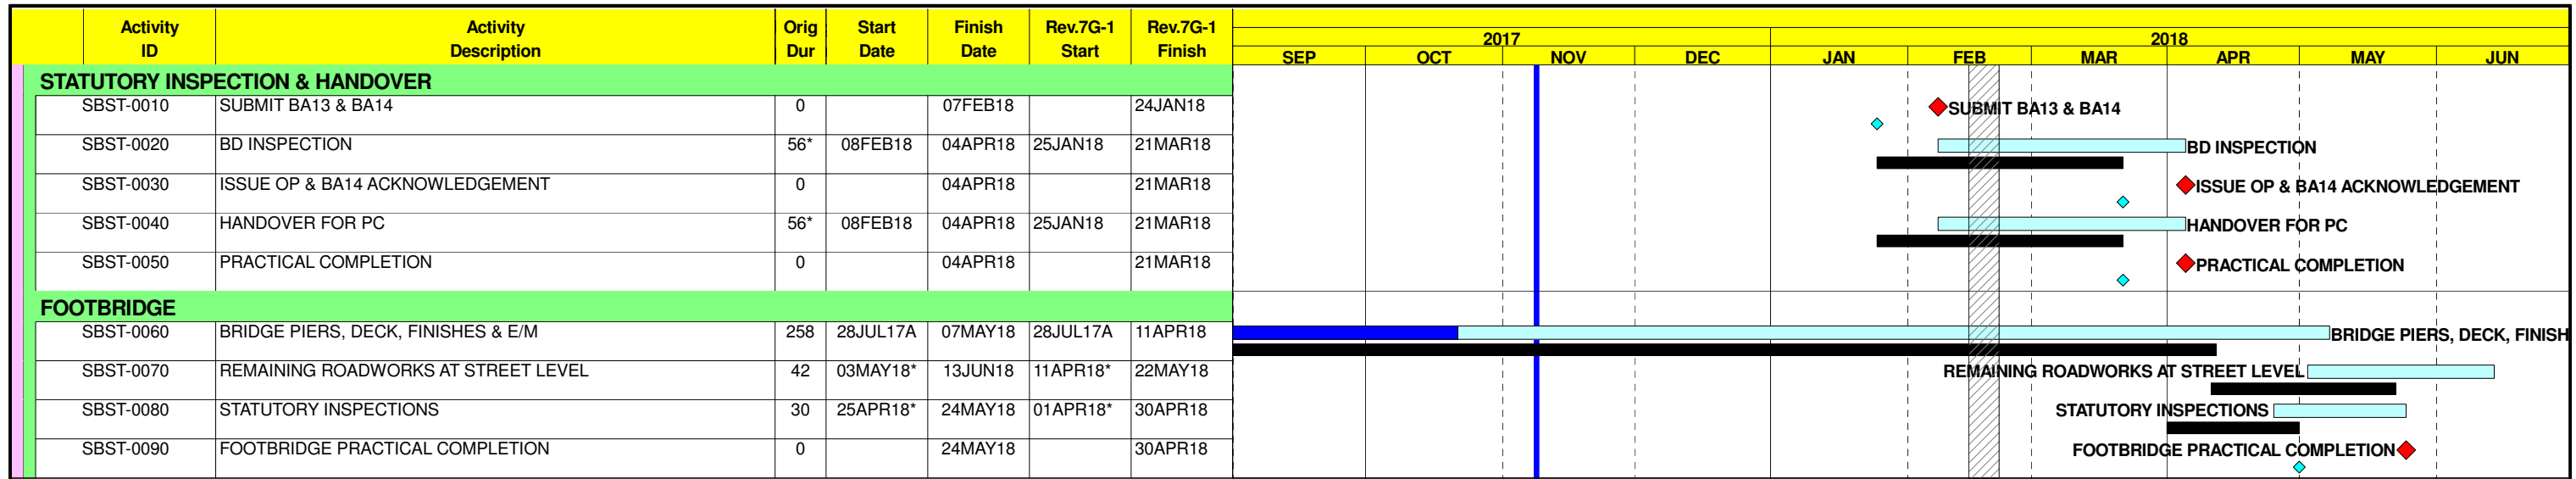 Activity ID Activity Description Orig Dur Start Date Finish Date Rev.7G-1 Start Rev.7G-1 Finish
2017 2018
SEP OCT NOV DEC JAN FEB MAR APR MAY JUN
STATUTORY INSPECTION & HANDOVER
SBST-0010 SUBMIT BA13 & BA14 0 07FEB18 24JAN18 SUBMIT BA13 & BA14
SBST-0020 BD INSPECTION 56* 08FEB18 04APR18 25JAN18 21MAR18 BD INSPECTION
SBST-0030 ISSUE OP & BA14 ACKNOWLEDGEMENT 0 04APR18 21MAR18 ISSUE OP & BA14 ACKNOWLEDGEMENT
SBST-0040 HANDOVER FOR PC 56* 08FEB18 04APR18 25JAN18 21MAR18 HANDOVER FOR PC
SBST-0050 PRACTICAL COMPLETION 0 04APR18 21MAR18 PRACTICAL COMPLETION
FOOTBRIDGE
SBST-0060 BRIDGE PIERS, DECK, FINISHES & E/M 258 28JUL17A 07MAY18 28JUL17A 11APR18 BRIDGE PIERS, DECK, FINISH
SBST-0070 REMAINING ROADWORKS AT STREET LEVEL 42 03MAY18* 13JUN18 11APR18* 22MAY18 REMAINING ROADWORKS AT STREET LEVEL
SBST-0080 STATUTORY INSPECTIONS 30 25APR18* 24MAY18 01APR18* 30APR18 STATUTORY INSPECTIONS
SBST-0090 FOOTBRIDGE PRACTICAL COMPLETION 0 24MAY18 30APR18 FOOTBRIDGE PRACTICAL COMPLETION